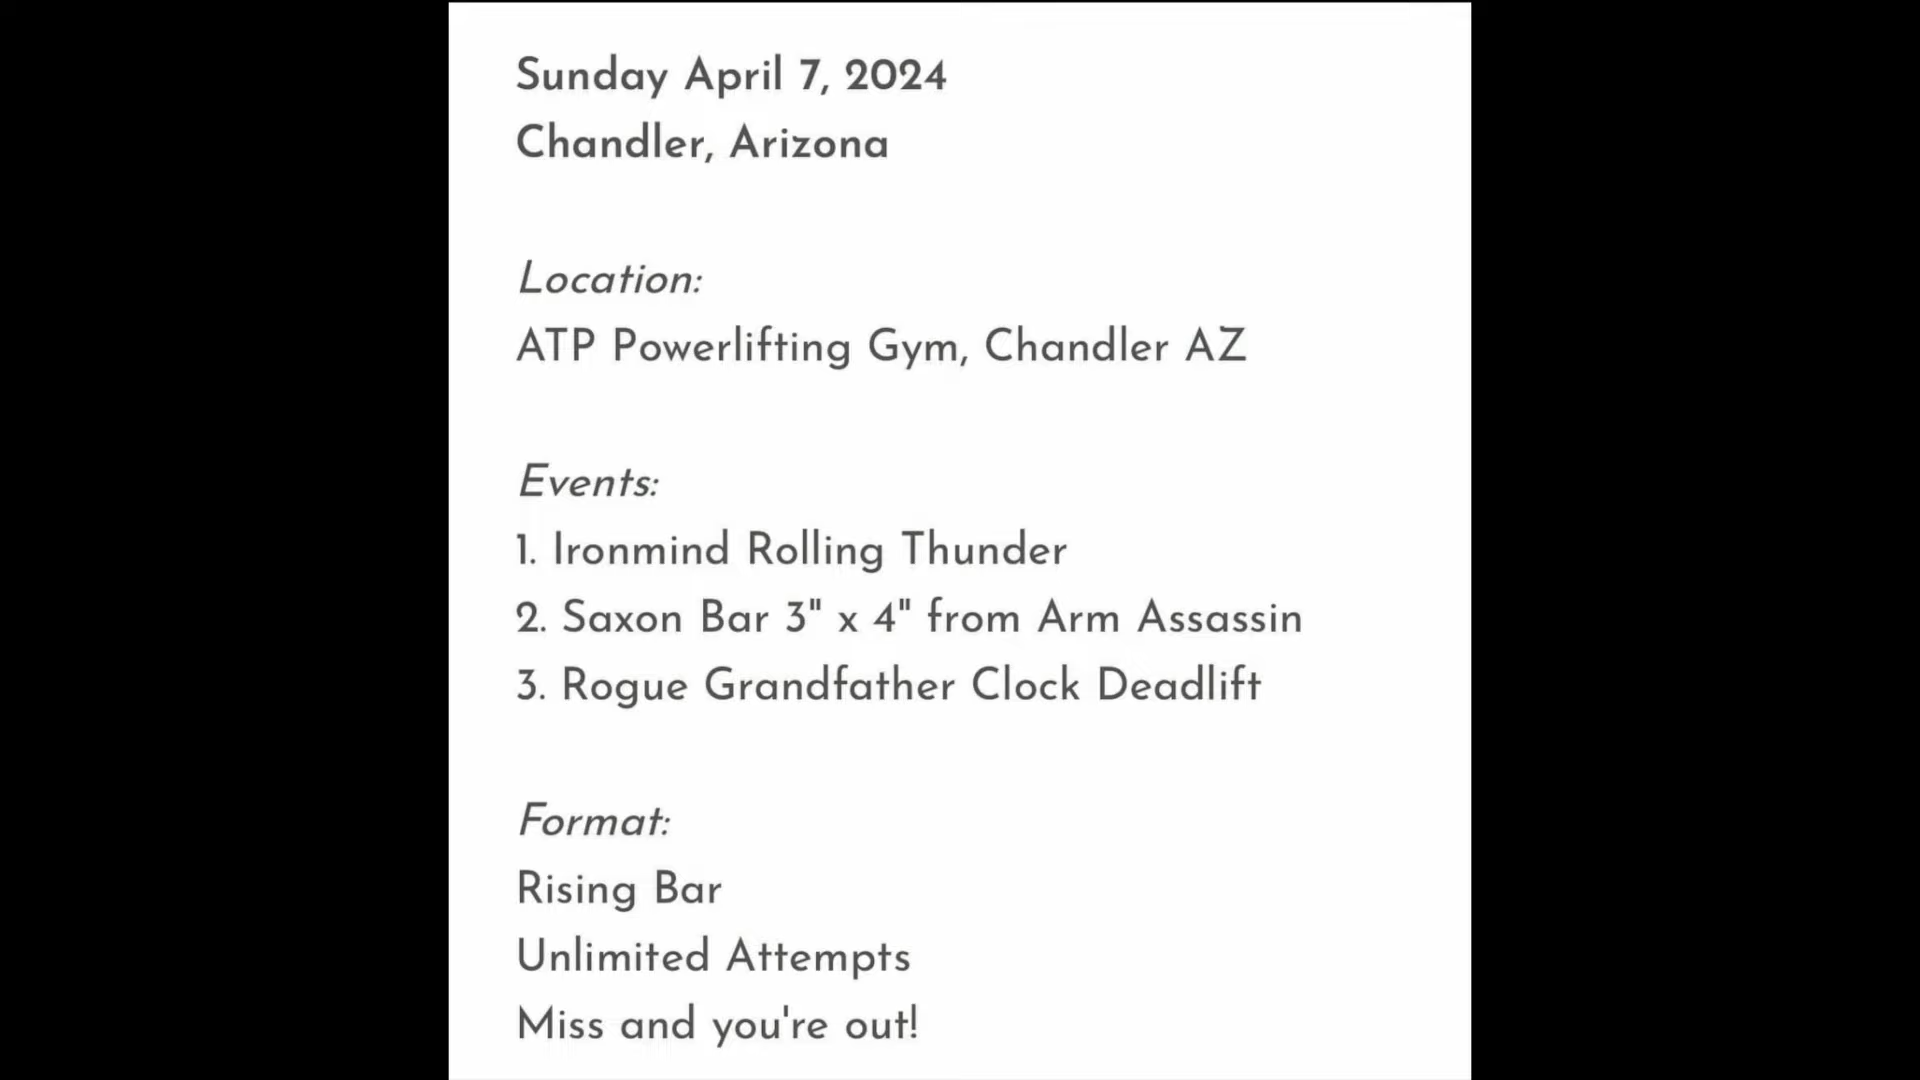 Sunday April 7, 2024
Chandler, Arizona
Location:
ATP Powerlifting Gym, Chandler AZ
Events:
1. Ironmind Rolling Thunder
2. Saxon Bar 3" x 4" from Arm Assassin
3. Rogue Grandfather Clock Deadlift
Format:
Rising Bar
Unlimited Attempts
Miss and you're out!